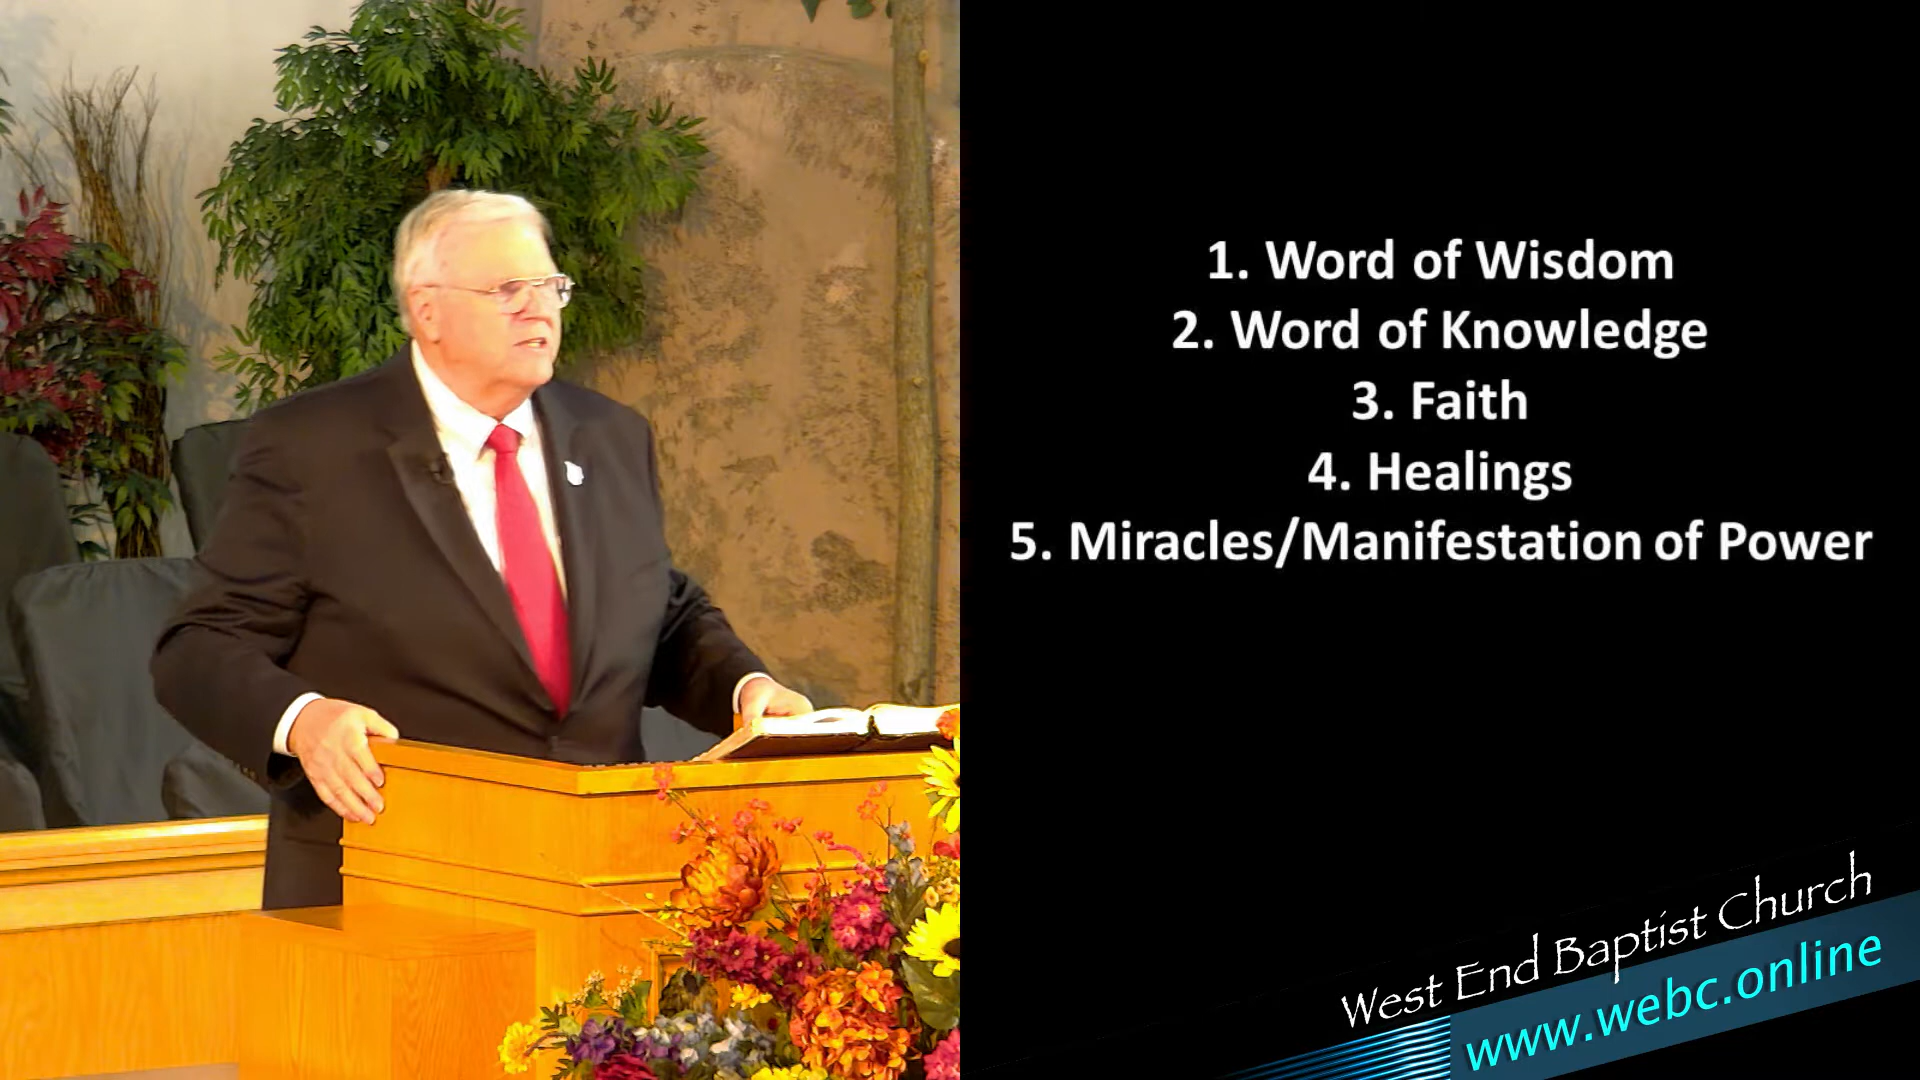 1. Word of Wisdom
2. Word of Knowledge
3. Faith
4. Healings
5. Miracles/Manifestation of Power
West End Baptist Church
www.webc.online